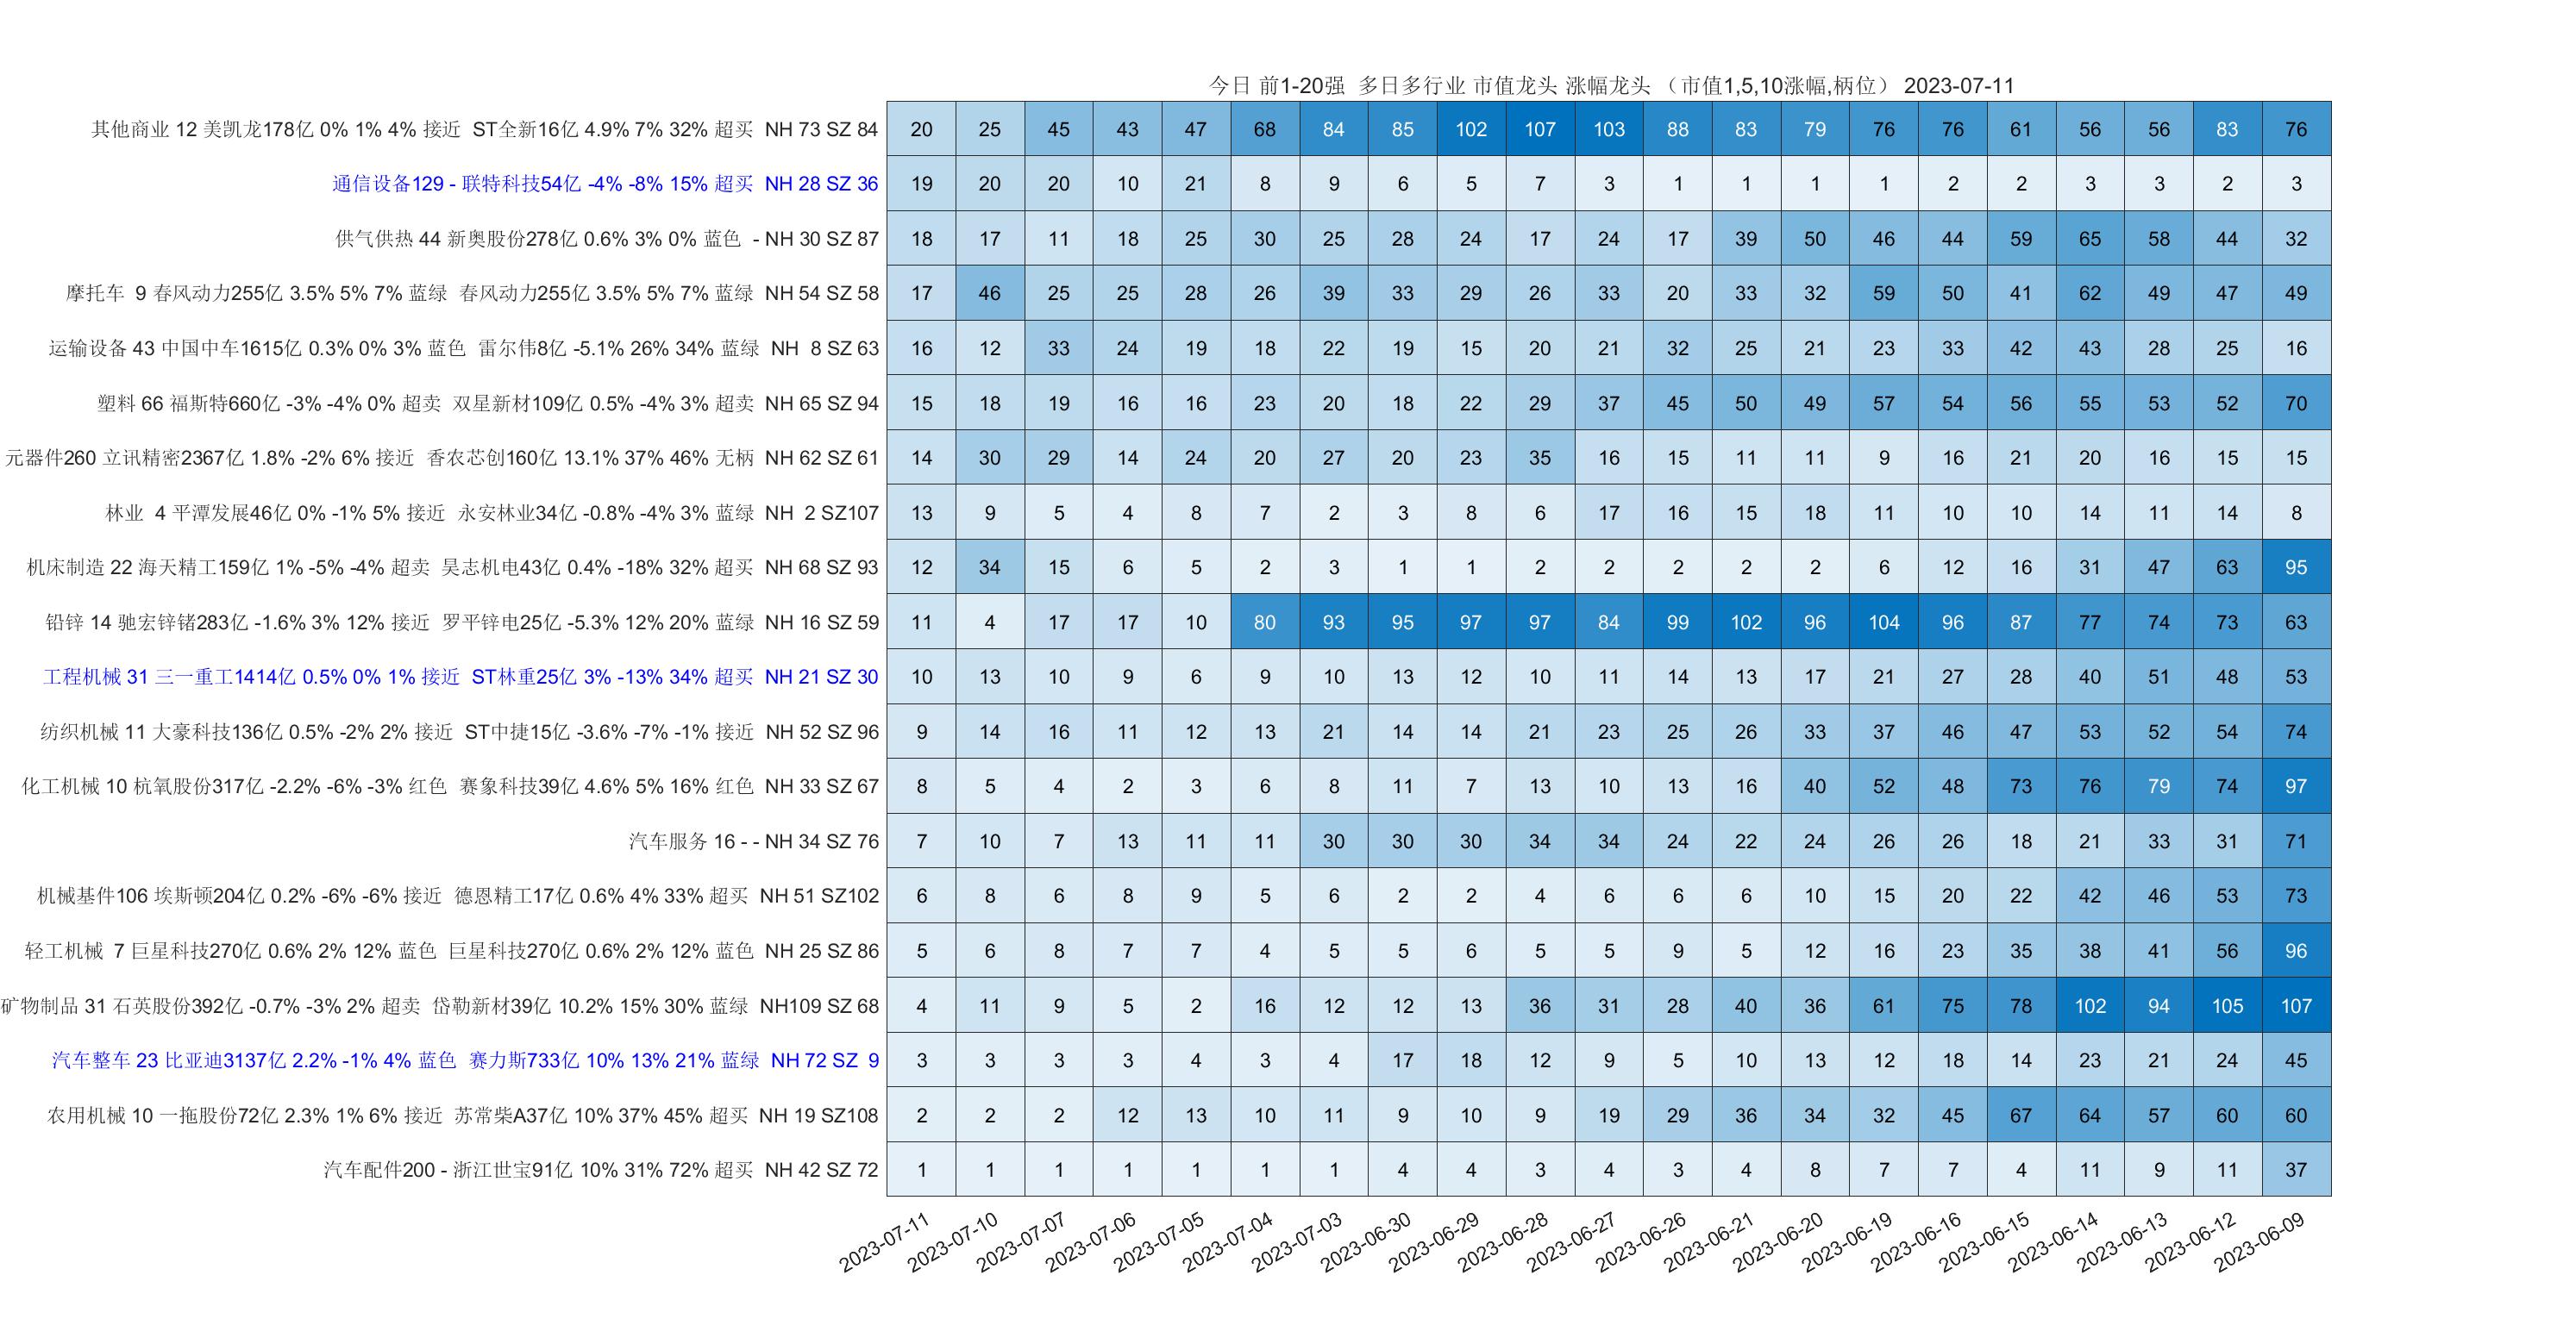 今日 前1-20强 多日多行业 市值龙头 涨幅龙头 （市值1,5,10涨幅,柄位） 2023-07-11
其他商业 12 美凯龙178亿 0% 1% 4% 接近 ST全新16亿 4.9% 7% 32% 超买 NH 73 SZ 84 20 25 45 43 47 68 84 85 102 107 103 88 83 79 76 76 61 56 56 83 76
通信设备129 - 联特科技54亿 -4% -8% 15% 超买 NH 28 SZ 36 19 20 20 10 21 8 9 6 5 7 3 1 1 1 1 2 2 3 3 2 3
供气供热 44 新奥股份278亿 0.6% 3% 0% 蓝色 - NH 30 SZ 87 18 17 11 18 25 30 25 28 24 17 24 17 39 50 46 44 59 65 58 44 32
摩托车 9 春风动力255亿 3.5% 5% 7% 蓝绿 春风动力255亿 3.5% 5% 7% 蓝绿 NH 54 SZ 58 17 46 25 25 28 26 39 33 29 26 33 20 33 32 59 50 41 62 49 47 49
运输设备 43 中国中车1615亿 0.3% 0% 3% 蓝色 雷尔伟8亿 -5.1% 26% 34% 蓝绿 NH 8 SZ 63 16 12 33 24 19 18 22 19 15 20 21 32 25 21 23 33 42 43 28 25 16
塑料 66 福斯特660亿 -3% -4% 0% 超卖 双星新材109亿 0.5% -4% 3% 超卖 NH 65 SZ 94 15 18 19 16 16 23 20 18 22 29 37 45 50 49 57 54 56 55 53 52 70
元器件260 立讯精密2367亿 1.8% -2% 6% 接近 香农芯创160亿 13.1% 37% 46% 无柄 NH 62 SZ 61 14 30 29 14 24 20 27 20 23 35 16 15 11 11 9 16 21 20 16 15 15
林业 4 平潭发展46亿 0% -1% 5% 接近 永安林业34亿 -0.8% -4% 3% 蓝绿 NH 2 SZ107 13 9 5 4 8 7 2 3 8 6 17 16 15 18 11 10 10 14 11 14 8
机床制造 22 海天精工159亿 1% -5% -4% 超卖 昊志机电43亿 0.4% -18% 32% 超买 NH 68 SZ 93 12 34 15 6 5 2 3 1 1 2 2 2 2 2 6 12 16 31 47 63 95
铅锌 14 驰宏锌锗283亿 -1.6% 3% 12% 接近 罗平锌电25亿 -5.3% 12% 20% 蓝绿 NH 16 SZ 59 11 4 17 17 10 80 93 95 97 97 84 99 102 96 104 96 87 77 74 73 63
工程机械 31 三一重工1414亿 0.5% 0% 1% 接近 ST林重25亿 3% -13% 34% 超买 NH 21 SZ 30 10 13 10 9 6 9 10 13 12 10 11 14 13 17 21 27 28 40 51 48 53
纺织机械 11 大豪科技136亿 0.5% -2% 2% 接近 ST中捷15亿 -3.6% -7% -1% 接近 NH 52 SZ 96 9 14 16 11 12 13 21 14 14 21 23 25 26 33 37 46 47 53 52 54 74
化工机械 10 杭氧股份317亿 -2.2% -6% -3% 红色 赛象科技39亿 4.6% 5% 16% 红色 NH 33 SZ 67 8 5 4 2 3 6 8 11 7 13 10 13 16 40 52 48 73 76 79 74 97
汽车服务 16 - - NH 34 SZ 76 7 10 7 13 11 11 30 30 30 34 34 24 22 24 26 26 18 21 33 31 71
机械基件106 埃斯顿204亿 0.2% -6% -6% 接近 德恩精工17亿 0.6% 4% 33% 超买 NH 51 SZ102 6 8 6 8 9 5 6 2 2 4 6 6 6 10 15 20 22 42 46 53 73
轻工机械 7 巨星科技270亿 0.6% 2% 12% 蓝色 巨星科技270亿 0.6% 2% 12% 蓝色 NH 25 SZ 86 5 6 8 7 7 4 5 5 6 5 5 9 5 12 16 23 35 38 41 56 96
矿物制品 31 石英股份392亿 -0.7% -3% 2% 超卖 岱勒新材39亿 10.2% 15% 30% 蓝绿 NH109 SZ 68 4 11 9 5 2 16 12 12 13 36 31 28 40 36 61 75 78 102 94 105 107
汽车整车 23 比亚迪3137亿 2.2% -1% 4% 蓝色 赛力斯733亿 10% 13% 21% 蓝绿 NH 72 SZ 9 3 3 3 3 4 3 4 17 18 12 9 5 10 13 12 18 14 23 21 24 45
农用机械 10 一拖股份72亿 2.3% 1% 6% 接近 苏常柴A37亿 10% 37% 45% 超买 NH 19 SZ108 2 2 2 12 13 10 11 9 10 9 19 29 36 34 32 45 67 64 57 60 60
汽车配件200 - 浙江世宝91亿 10% 31% 72% 超买 NH 42 SZ 72 1 1 1 1 1 1 1 4 4 3 4 3 4 8 7 7 4 11 9 11 37
2023-07-11 2023-07-10 2023-07-07 2023-07-06 2023-07-05 2023-07-04 2023-07-03 2023-06-30 2023-06-29 2023-06-28 2023-06-27 2023-06-26 2023-06-21 2023-06-20 2023-06-19 2023-06-16 2023-06-15 2023-06-14 2023-06-13 2023-06-12 2023-06-09